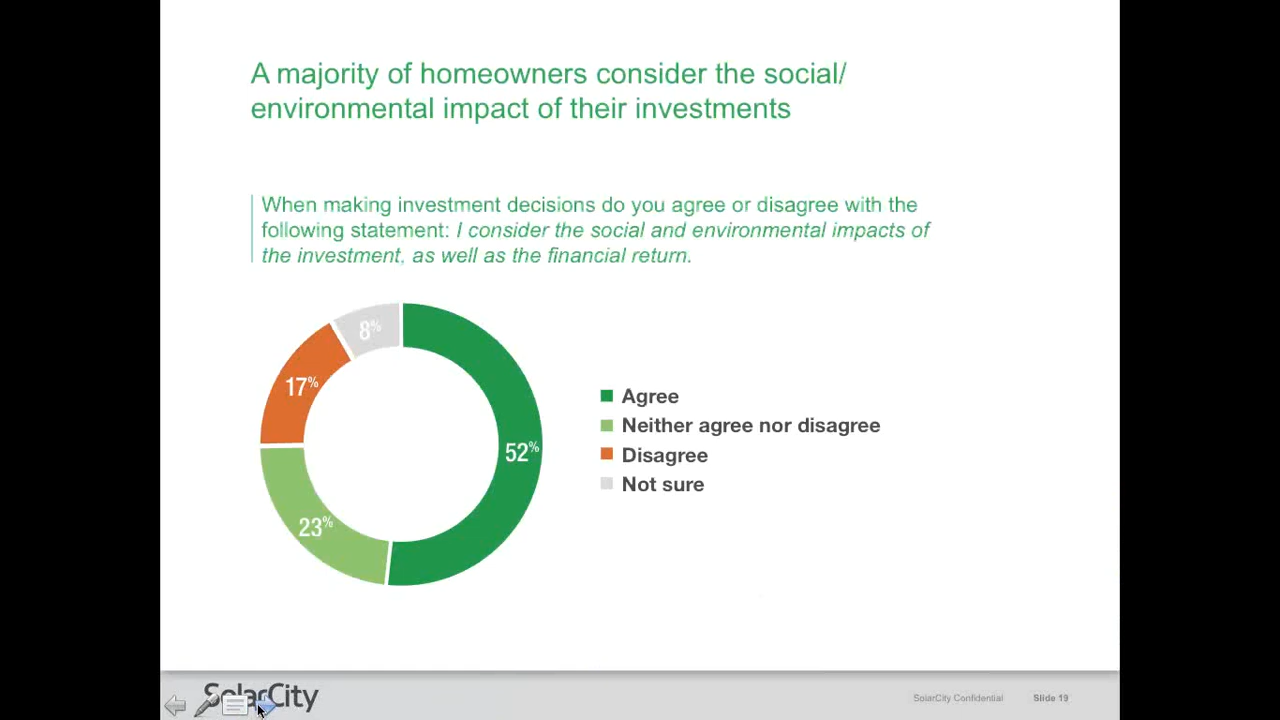 A majority of homeowners consider the social/
environmental impact of their investments
When making investment decisions do you agree or disagree with the
following statement: I consider the social and environmental impacts of
the investment, as well as the financial return.
8%
17%
52%
23%
Agree
Neither agree nor disagree
Disagree
Not sure
SolarCity
SolarCity Confidential
Slide 19